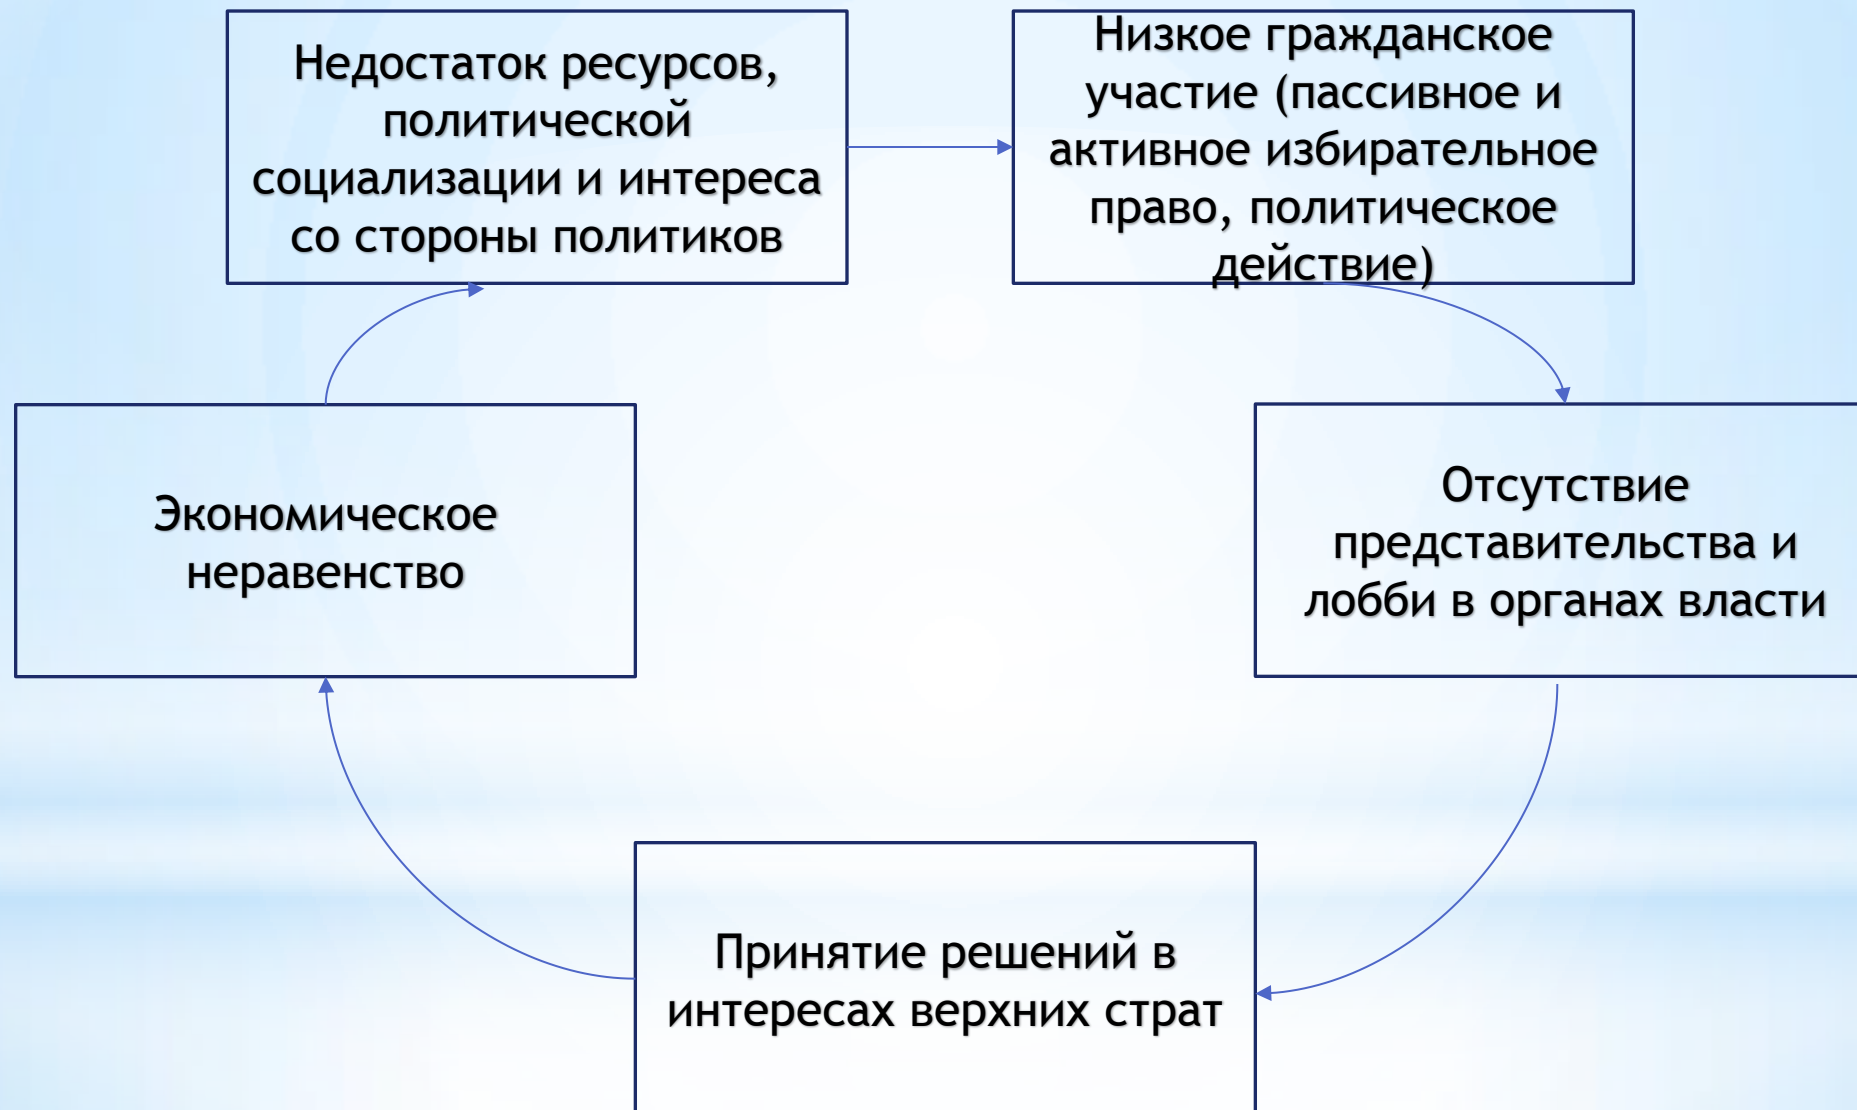 Недостаток ресурсов,
политической
социализации и интереса
со стороны политиков
Низкое гражданское
участие (пассивное и
активное избирательное
право, политическое
действие)
Экономическое
неравенство
Отсутствие
представительства и
лобби в органах власти
Принятие решений в
интересах верхних страт